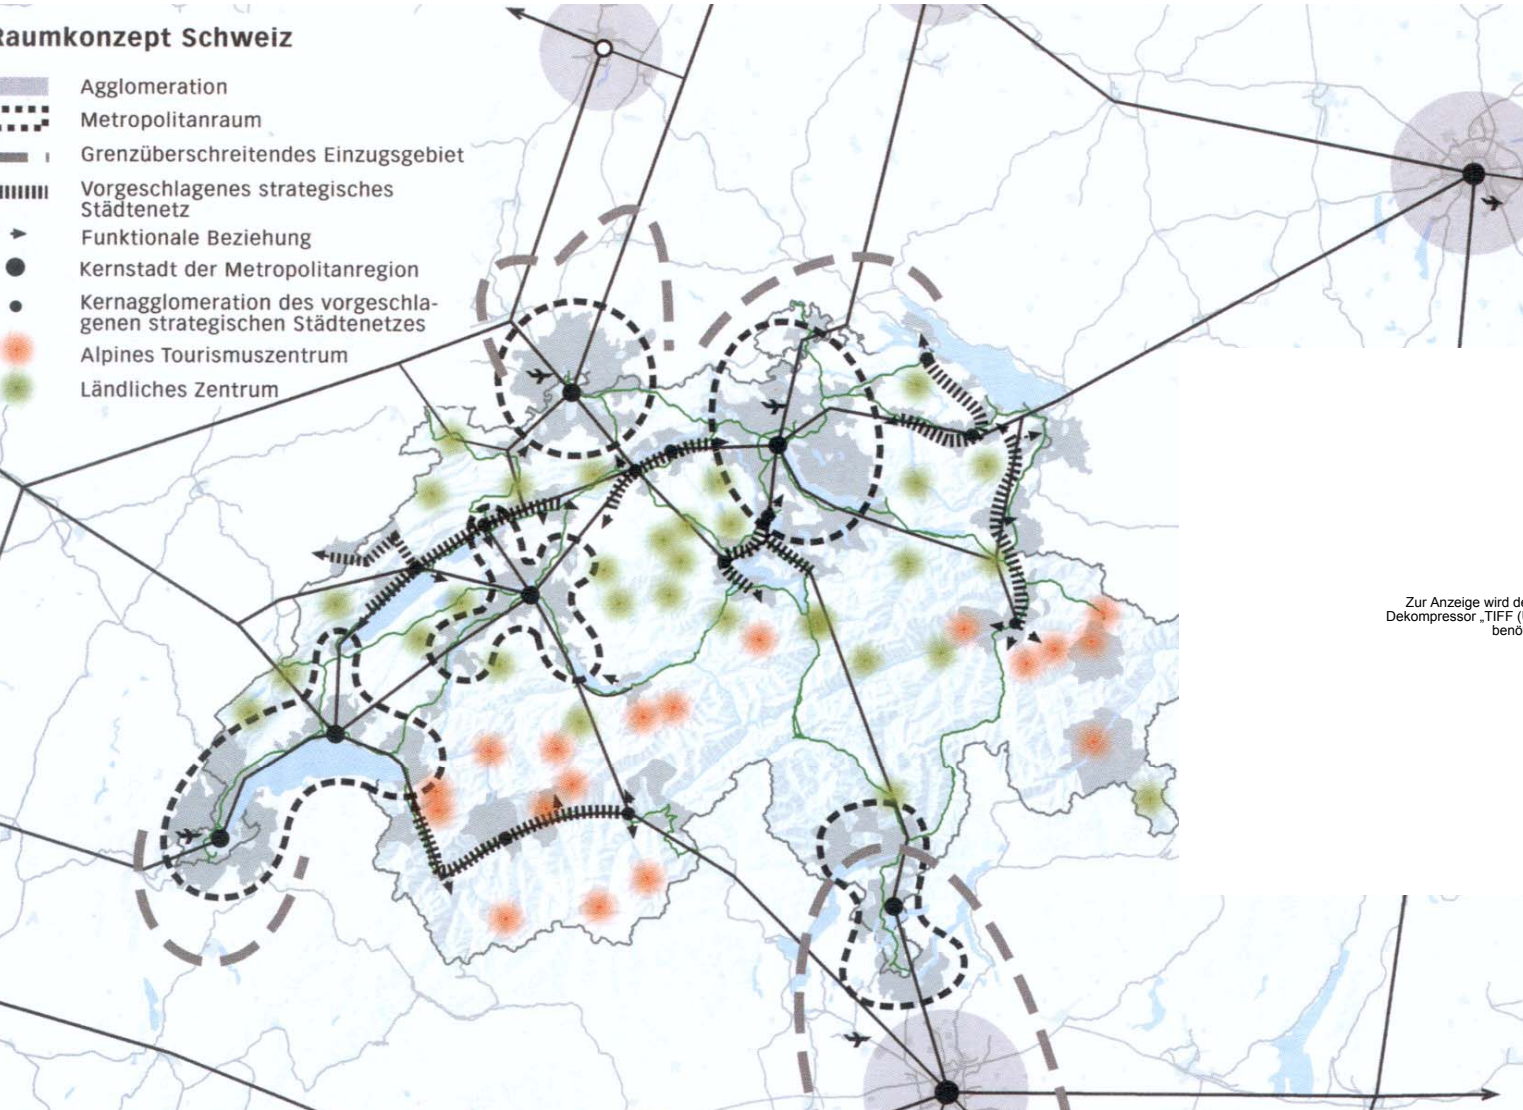 Raumkonzept Schweiz
Agglomeration
Metropolitanraum
Grenzüberschreitendes Einzugsgebiet
Vorgeschlagenes strategisches
Städtenetz
Funktionale Beziehung
Kernstadt der Metropolitanregion
Kernagglomeration des vorgeschla-
genen strategischen Städtenetzes
Alpines Tourismuszentrum
Ländliches Zentrum
Zur Anzeige wird de
Dekompressor „TIFF (
benö